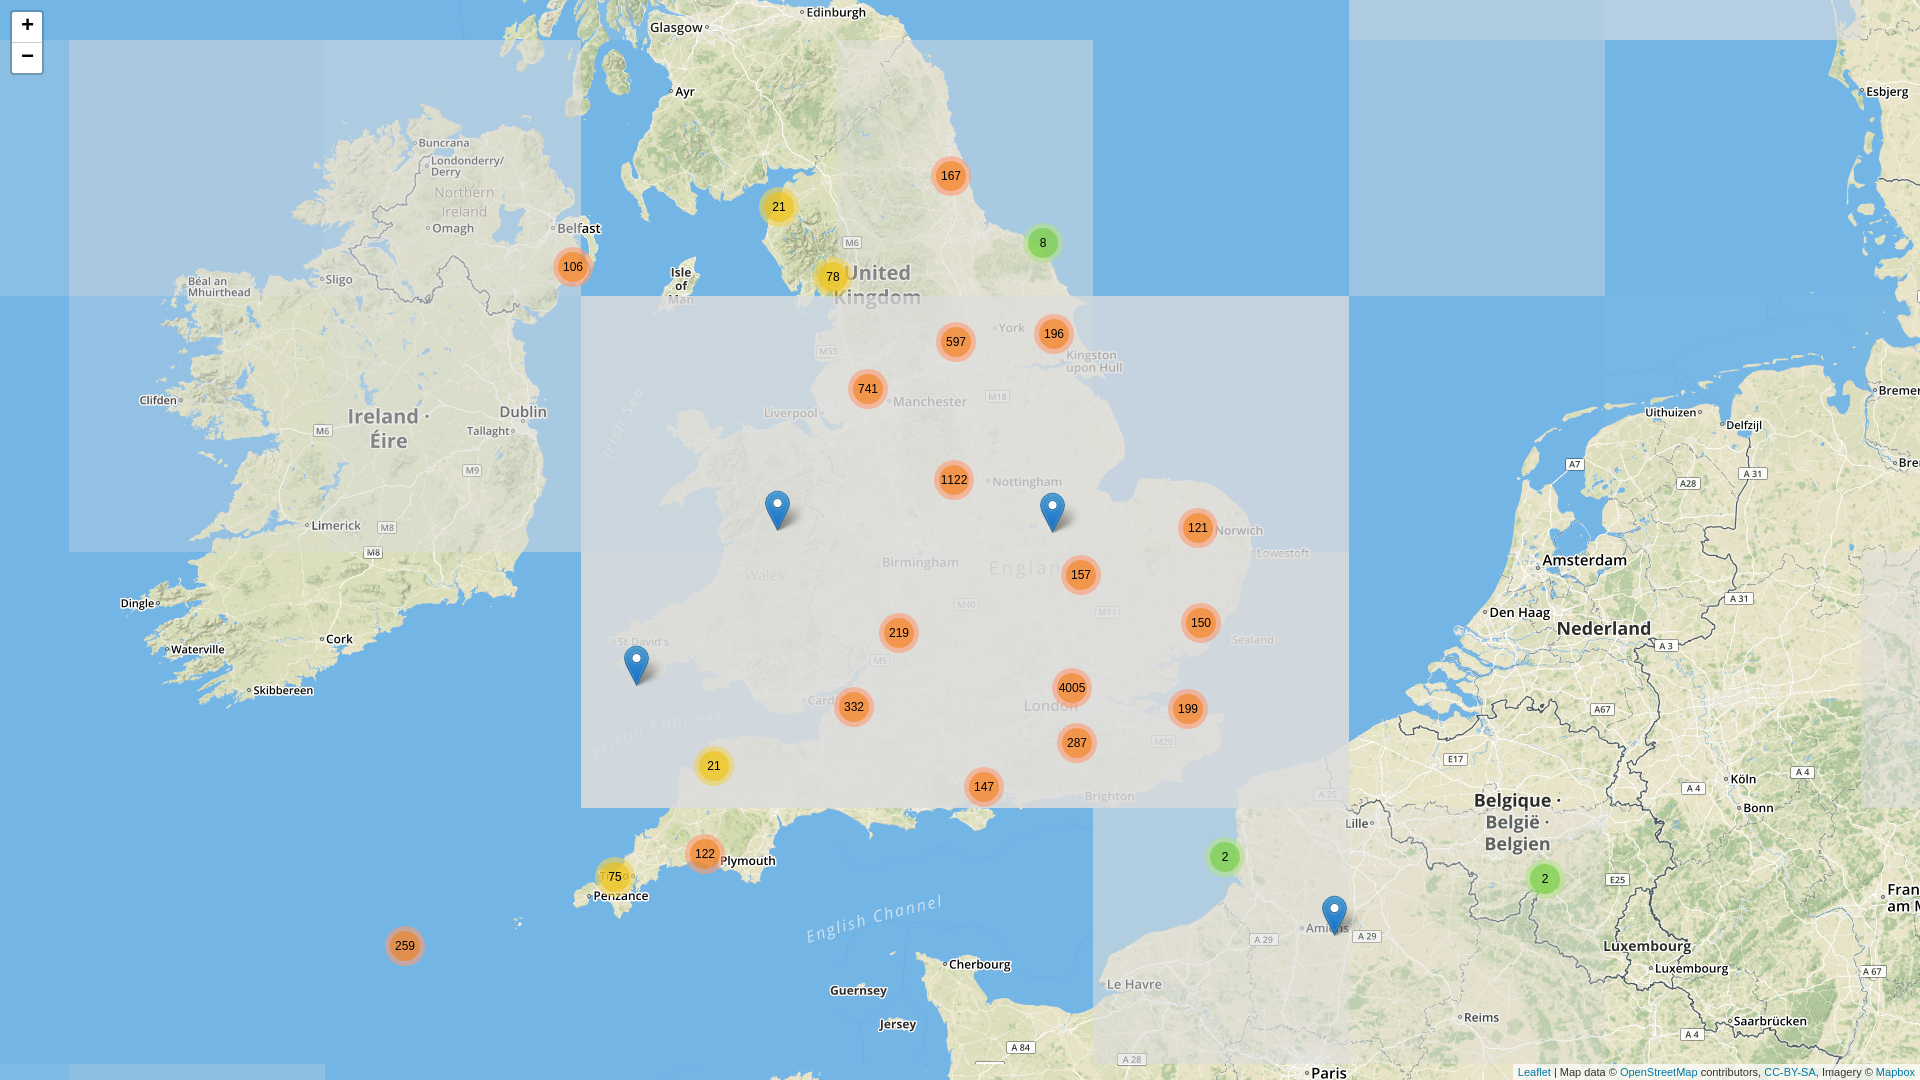 +
−
Edinburgh
Glasgow
Ayr
Esbjerg
Buncrana
Londonderry/
Derry
Northern
Ireland
Omagh
Belfast
167
21
8
M6
106
Isle
of
Man
78
United
Kingdom
Sligo
Béal an
Mhuirthead
York
196
597
M55
Kingston
upon Hull
741
Manchester
M18
Liverpool
Irish Sea
Clifden
Ireland ·
Éire
Dublin
Tallaght
M6
M9
Uithuizen
Delfzijl
A7
A 31
A28
1122
Nottingham
Limerick
M8
M8
121
Norwich
Lowestoft
Birmingham
Wales
157
M40
M11
Amsterdam
A 31
Den Haag
Nederland
A 3
Dingle
Cork
Waterville
Skibbereen
219
150
Sealand
St David's
M5
4005
London
199
332
287
M20
A67
Bristol Channel
E17
21
147
Brighton
A 25
Köln
A 4
A 4
Bonn
Belgique ·
België ·
Belgien
Lille
122
Plymouth
75
Penzance
2
2
E25
English Channel
259
Amiens
A 29
A 29
Luxembourg
Luxembourg
A 67
Cherbourg
Guernsey
Le Havre
Jersey
Reims
Saarbrücken
A 84
A 28
A 4
Paris
Leaflet | Map data © OpenStreetMap contributors, CC-BY-SA, Imagery © Mapbox